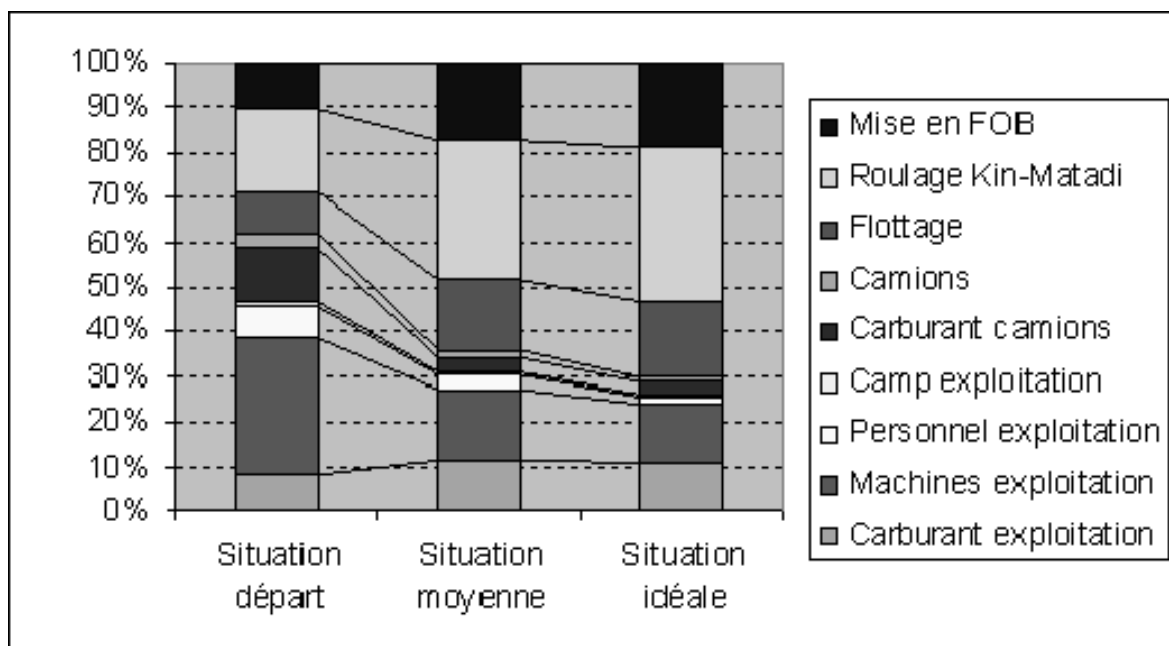 100%
90%
80%
70%
60%
50%
40%
30%
20%
10%
0%
Situation
départ
Situation
moyenne
Situation
idéale
Mise en FOB
Roulage Kin-Matadi
Flottage
Camions
Carburant camions
Camp exploitation
Personnel exploitation
Machines exploitation
Carburant exploitation